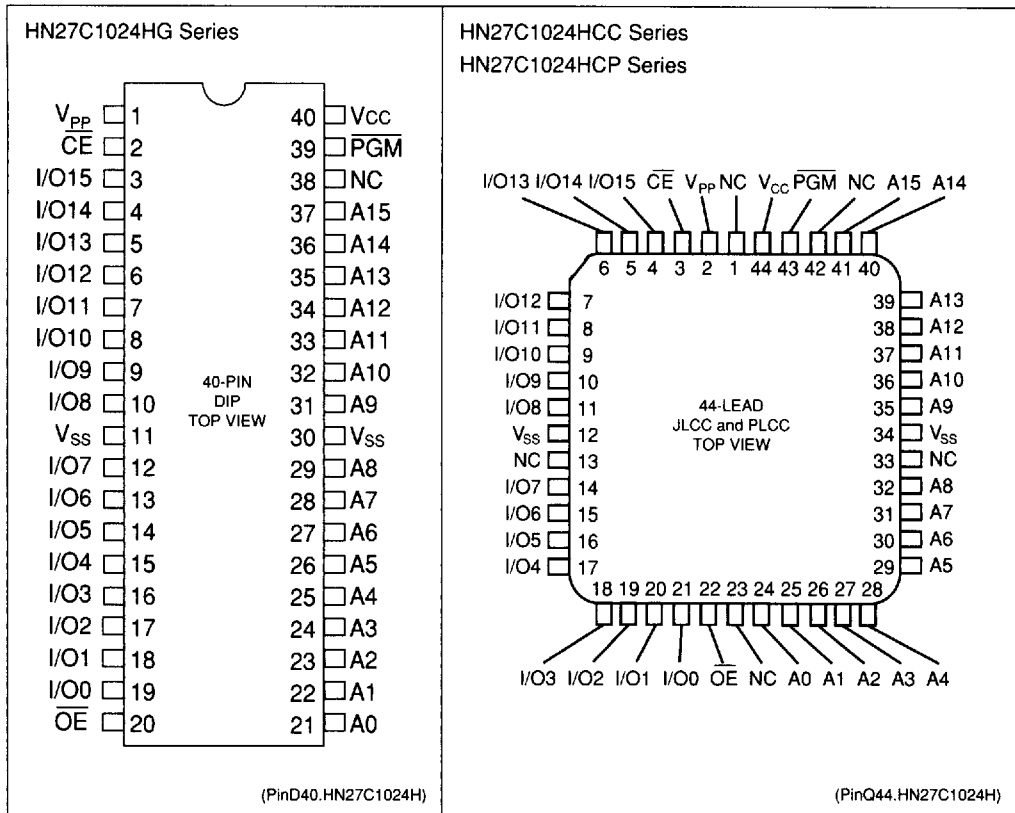 HN27C1024HG Series
VPP 1 40 VCC
CE 2 39 PGM
I/O15 3 38 NC
I/O14 4 37 A15
I/O13 5 36 A14
I/O12 6 35 A13
I/O11 7 34 A12
I/O10 8 33 A11
I/O9 9 32 A10
I/O8 10 31 A9
VSS 11 30 VSS
I/O7 12 29 A8
I/O6 13 28 A7
I/O5 14 27 A6
I/O4 15 26 A5
I/O3 16 25 A4
I/O2 17 24 A3
I/O1 18 23 A2
I/O0 19 22 A1
OE 20 21 A0
40-PIN
DIP
TOP VIEW
(PinD40.HN27C1024H)
HN27C1024HCC Series
HN27C1024HCP Series
I/O13 I/O14 I/O15 CE VPP NC VCC PGM NC A15 A14
6 5 4 3 2 1 44 43 42 41 40
I/O12 7 39 A13
I/O11 8 38 A12
I/O10 9 37 A11
I/O9 10 36 A10
I/O8 11 35 A9
VSS 12 34 VSS
NC 13 33 NC
I/O7 14 32 A8
I/O6 15 31 A7
I/O5 16 30 A6
I/O4 17 29 A5
44-LEAD
JLCC and PLCC
TOP VIEW
18 19 20 21 22 23 24 25 26 27 28
I/O3 I/O2 I/O1 I/O0 OE NC A0 A1 A2 A3 A4
(PinQ44.HN27C1024H)